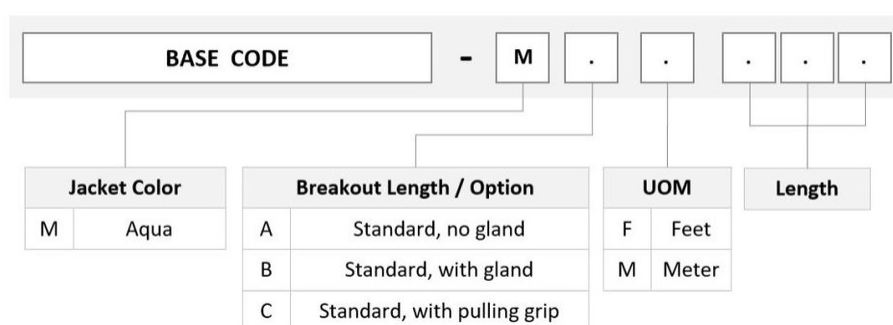 BASE CODE - M . . . . .
Jacket Color Breakout Length / Option UOM Length
M Aqua A Standard, no gland F Feet
B Standard, with gland M Meter
C Standard, with pulling grip